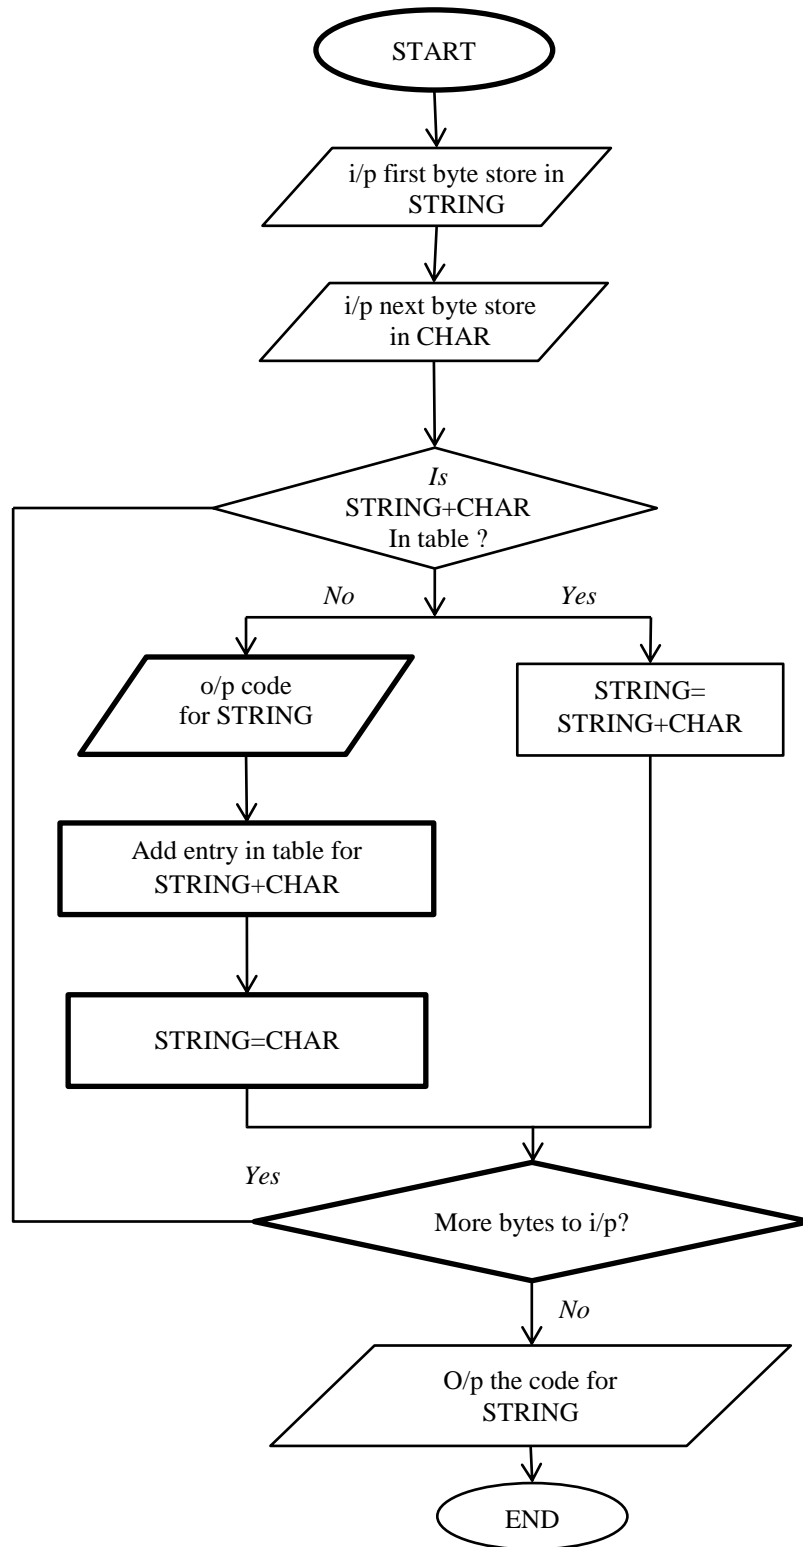 START
i/p first byte store in
STRING
i/p next byte store
in CHAR
Is
STRING+CHAR
In table ?
No
Yes
o/p code
for STRING
STRING=
STRING+CHAR
Add entry in table for
STRING+CHAR
STRING=CHAR
Yes
More bytes to i/p?
No
O/p the code for
STRING
END